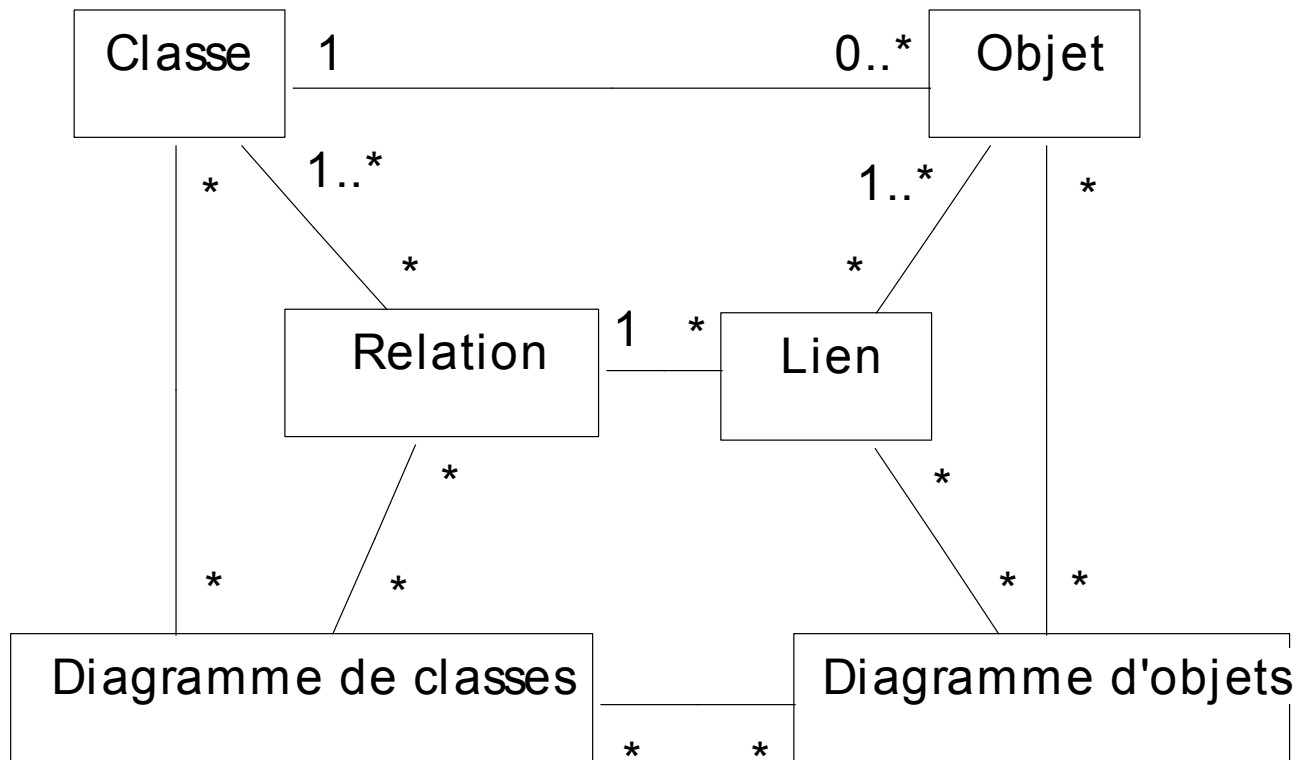 Classe 1 0..* Objet
* 1..* 1..* *
* *
Relation 1 * Lien
* *
* * * *
Diagramme de classes Diagramme d'objets
* *